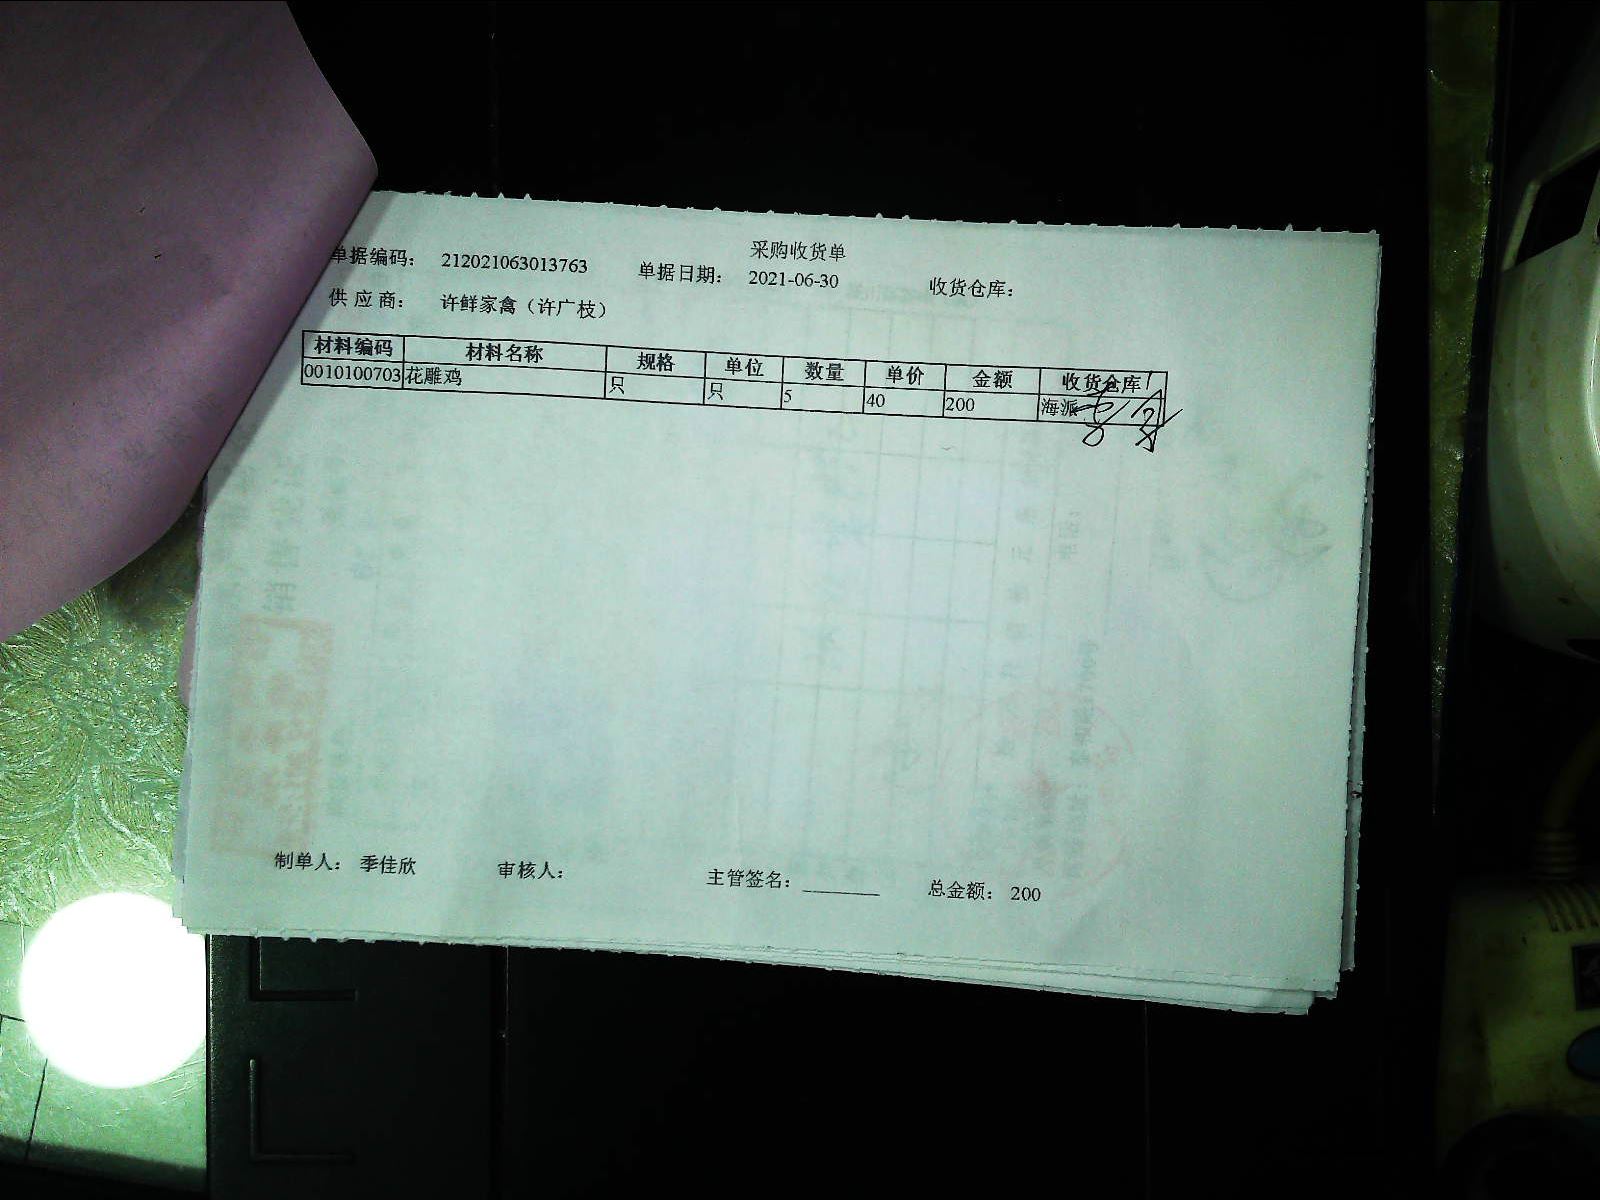 采购收货单
单据编码： 212021063013763 单据日期： 2021-06-30 收货仓库：
供 应 商： 许鲜家禽（许广枝）
材料编码 材料名称 规格 单位 数量 单价 金额 收货仓库
0010100703 花雕鸡 只 只 5 40 200 海派
制单人： 季佳欣 审核人： 主管签名：________ 总金额： 200